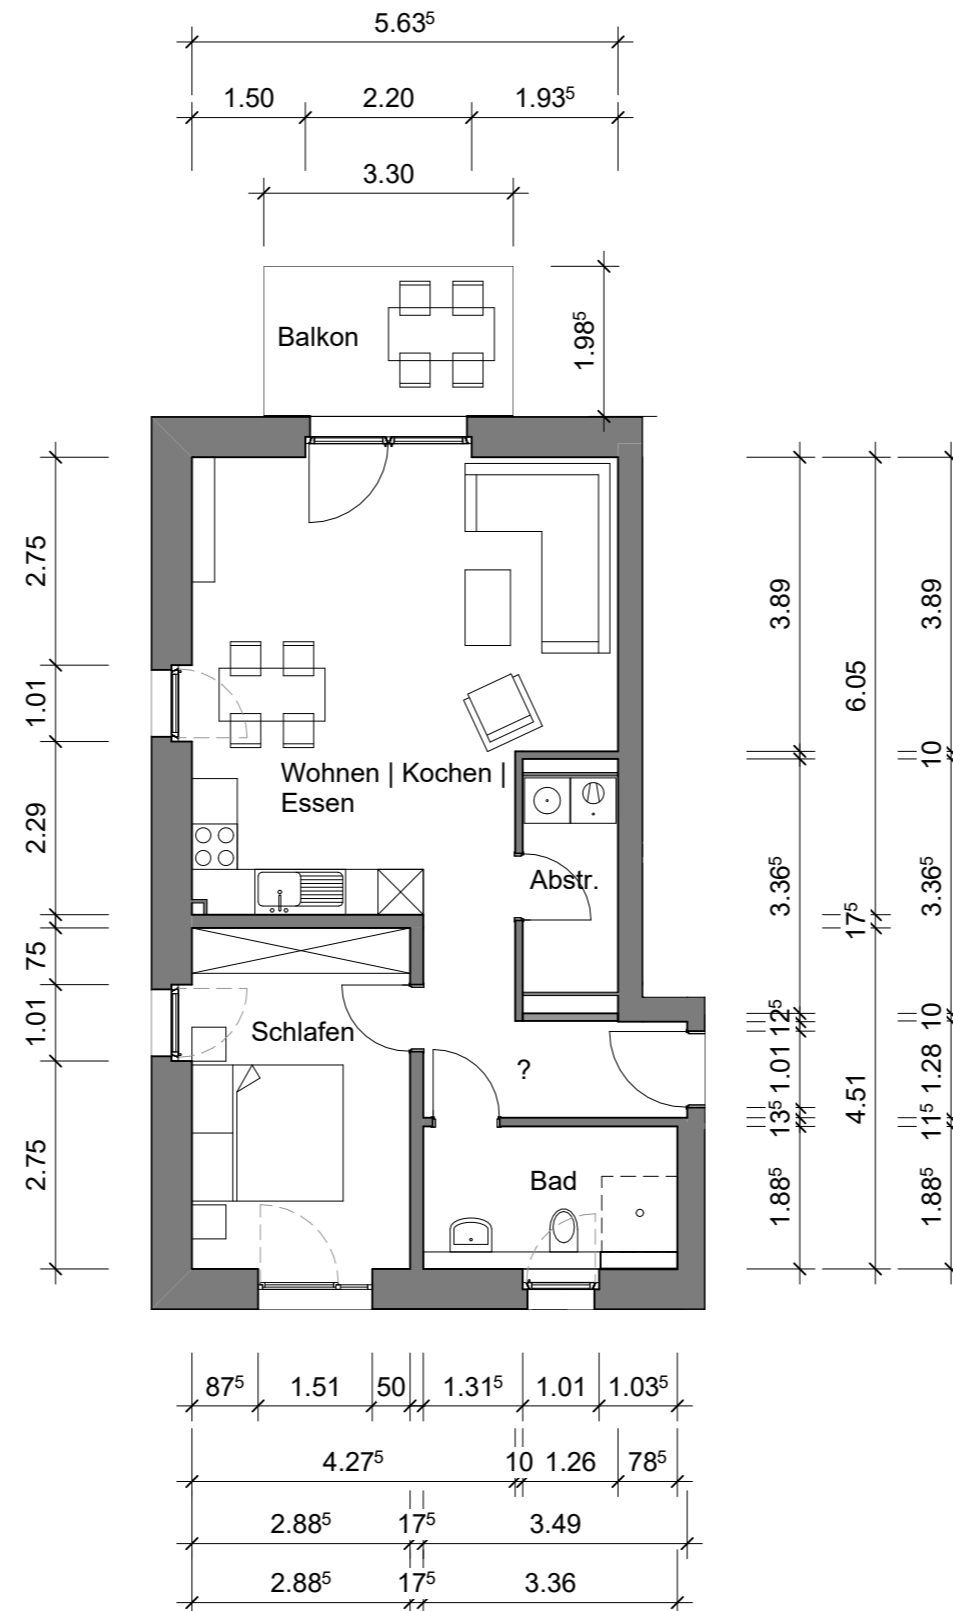 5.63⁵
1.50 2.20 1.93⁵
3.30
1.98⁵
Balkon
2.75
1.01
2.29
75
1.01
2.75
Wohnen | Kochen |
Essen
Abstr.
Schlafen
?
Bad
3.89
3.36⁵
12⁵
1.01
13⁵
1.88⁵
6.05
17⁵
4.51
3.89
10
3.36⁵
10
1.28
11⁵
1.88⁵
87⁵ 1.51 50 1.31⁵ 1.01 1.03⁵
4.27⁵ 10 1.26 78⁵
2.88⁵ 17⁵ 3.49
2.88⁵ 17⁵ 3.36